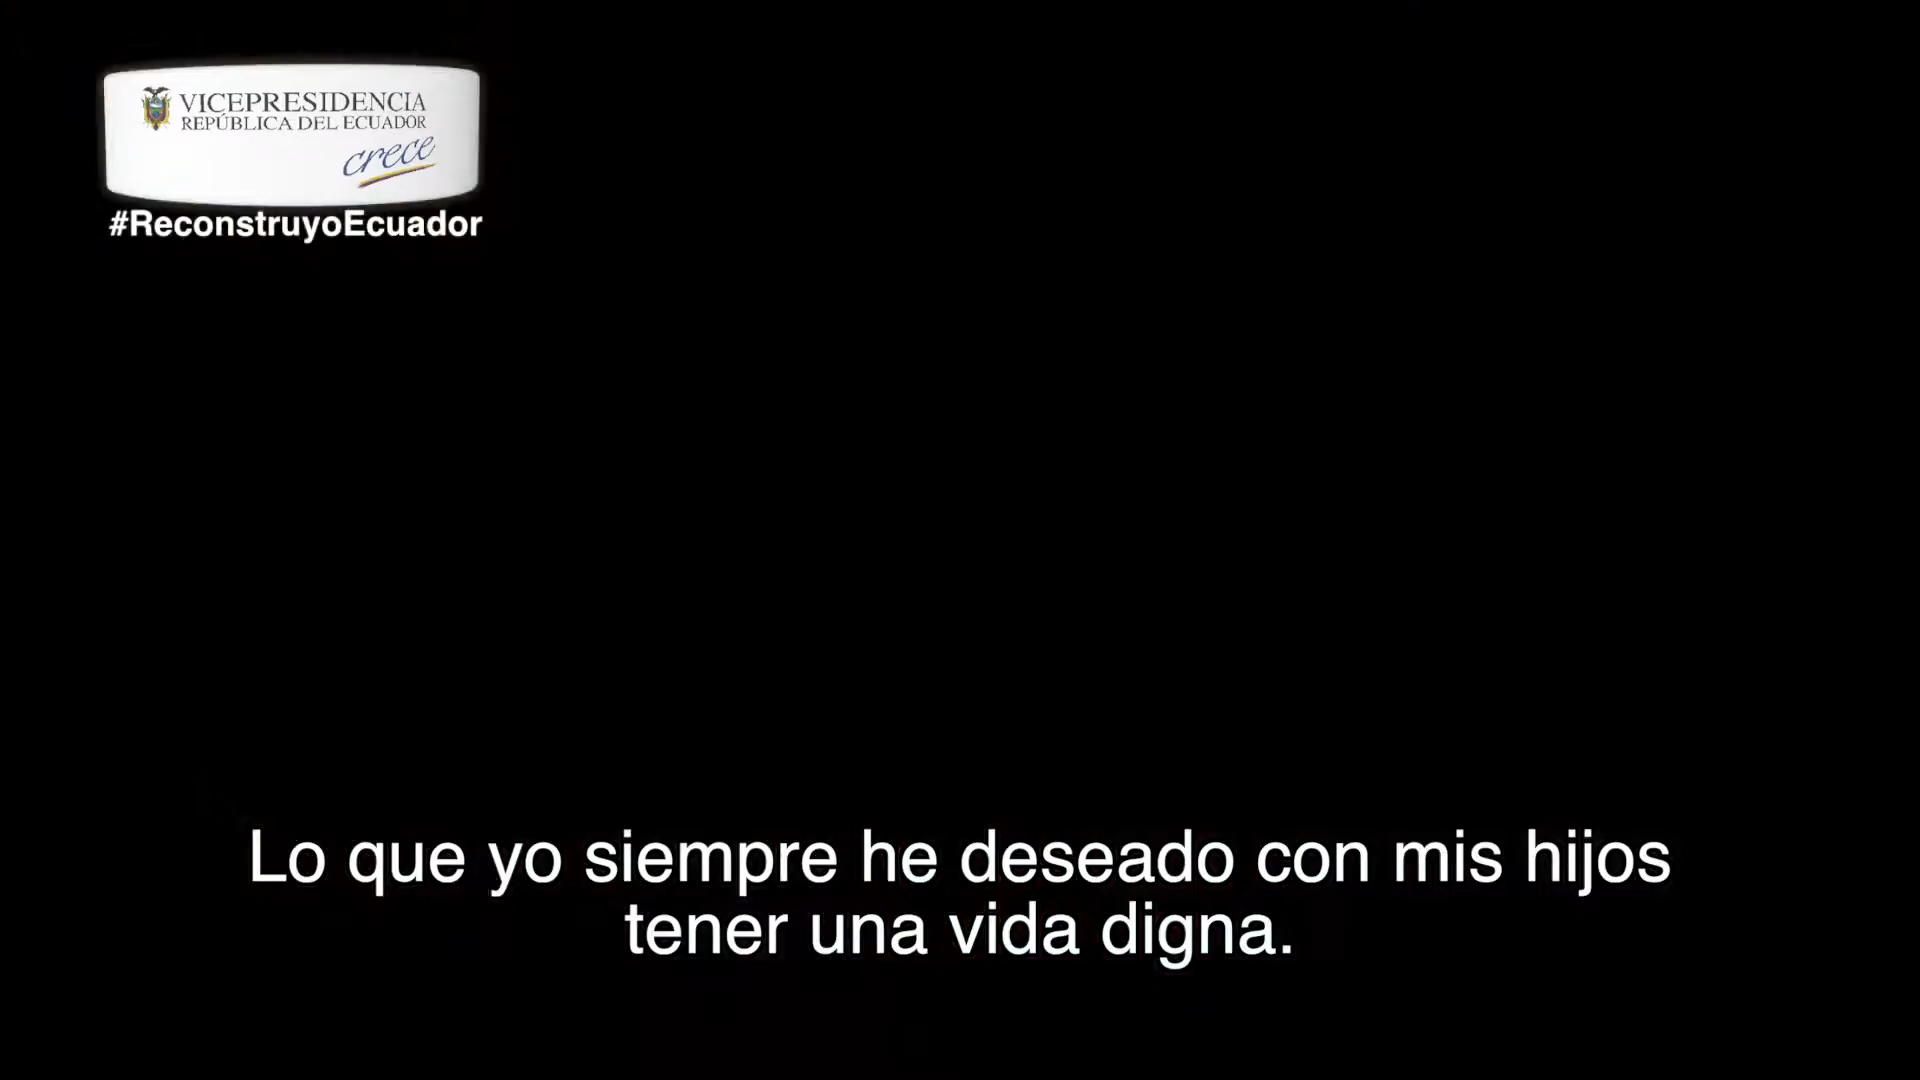 VICEPRESIDENCIA
REPÚBLICA DEL ECUADOR
crece
#ReconstruyoEcuador
Lo que yo siempre he deseado con mis hijos
tener una vida digna.